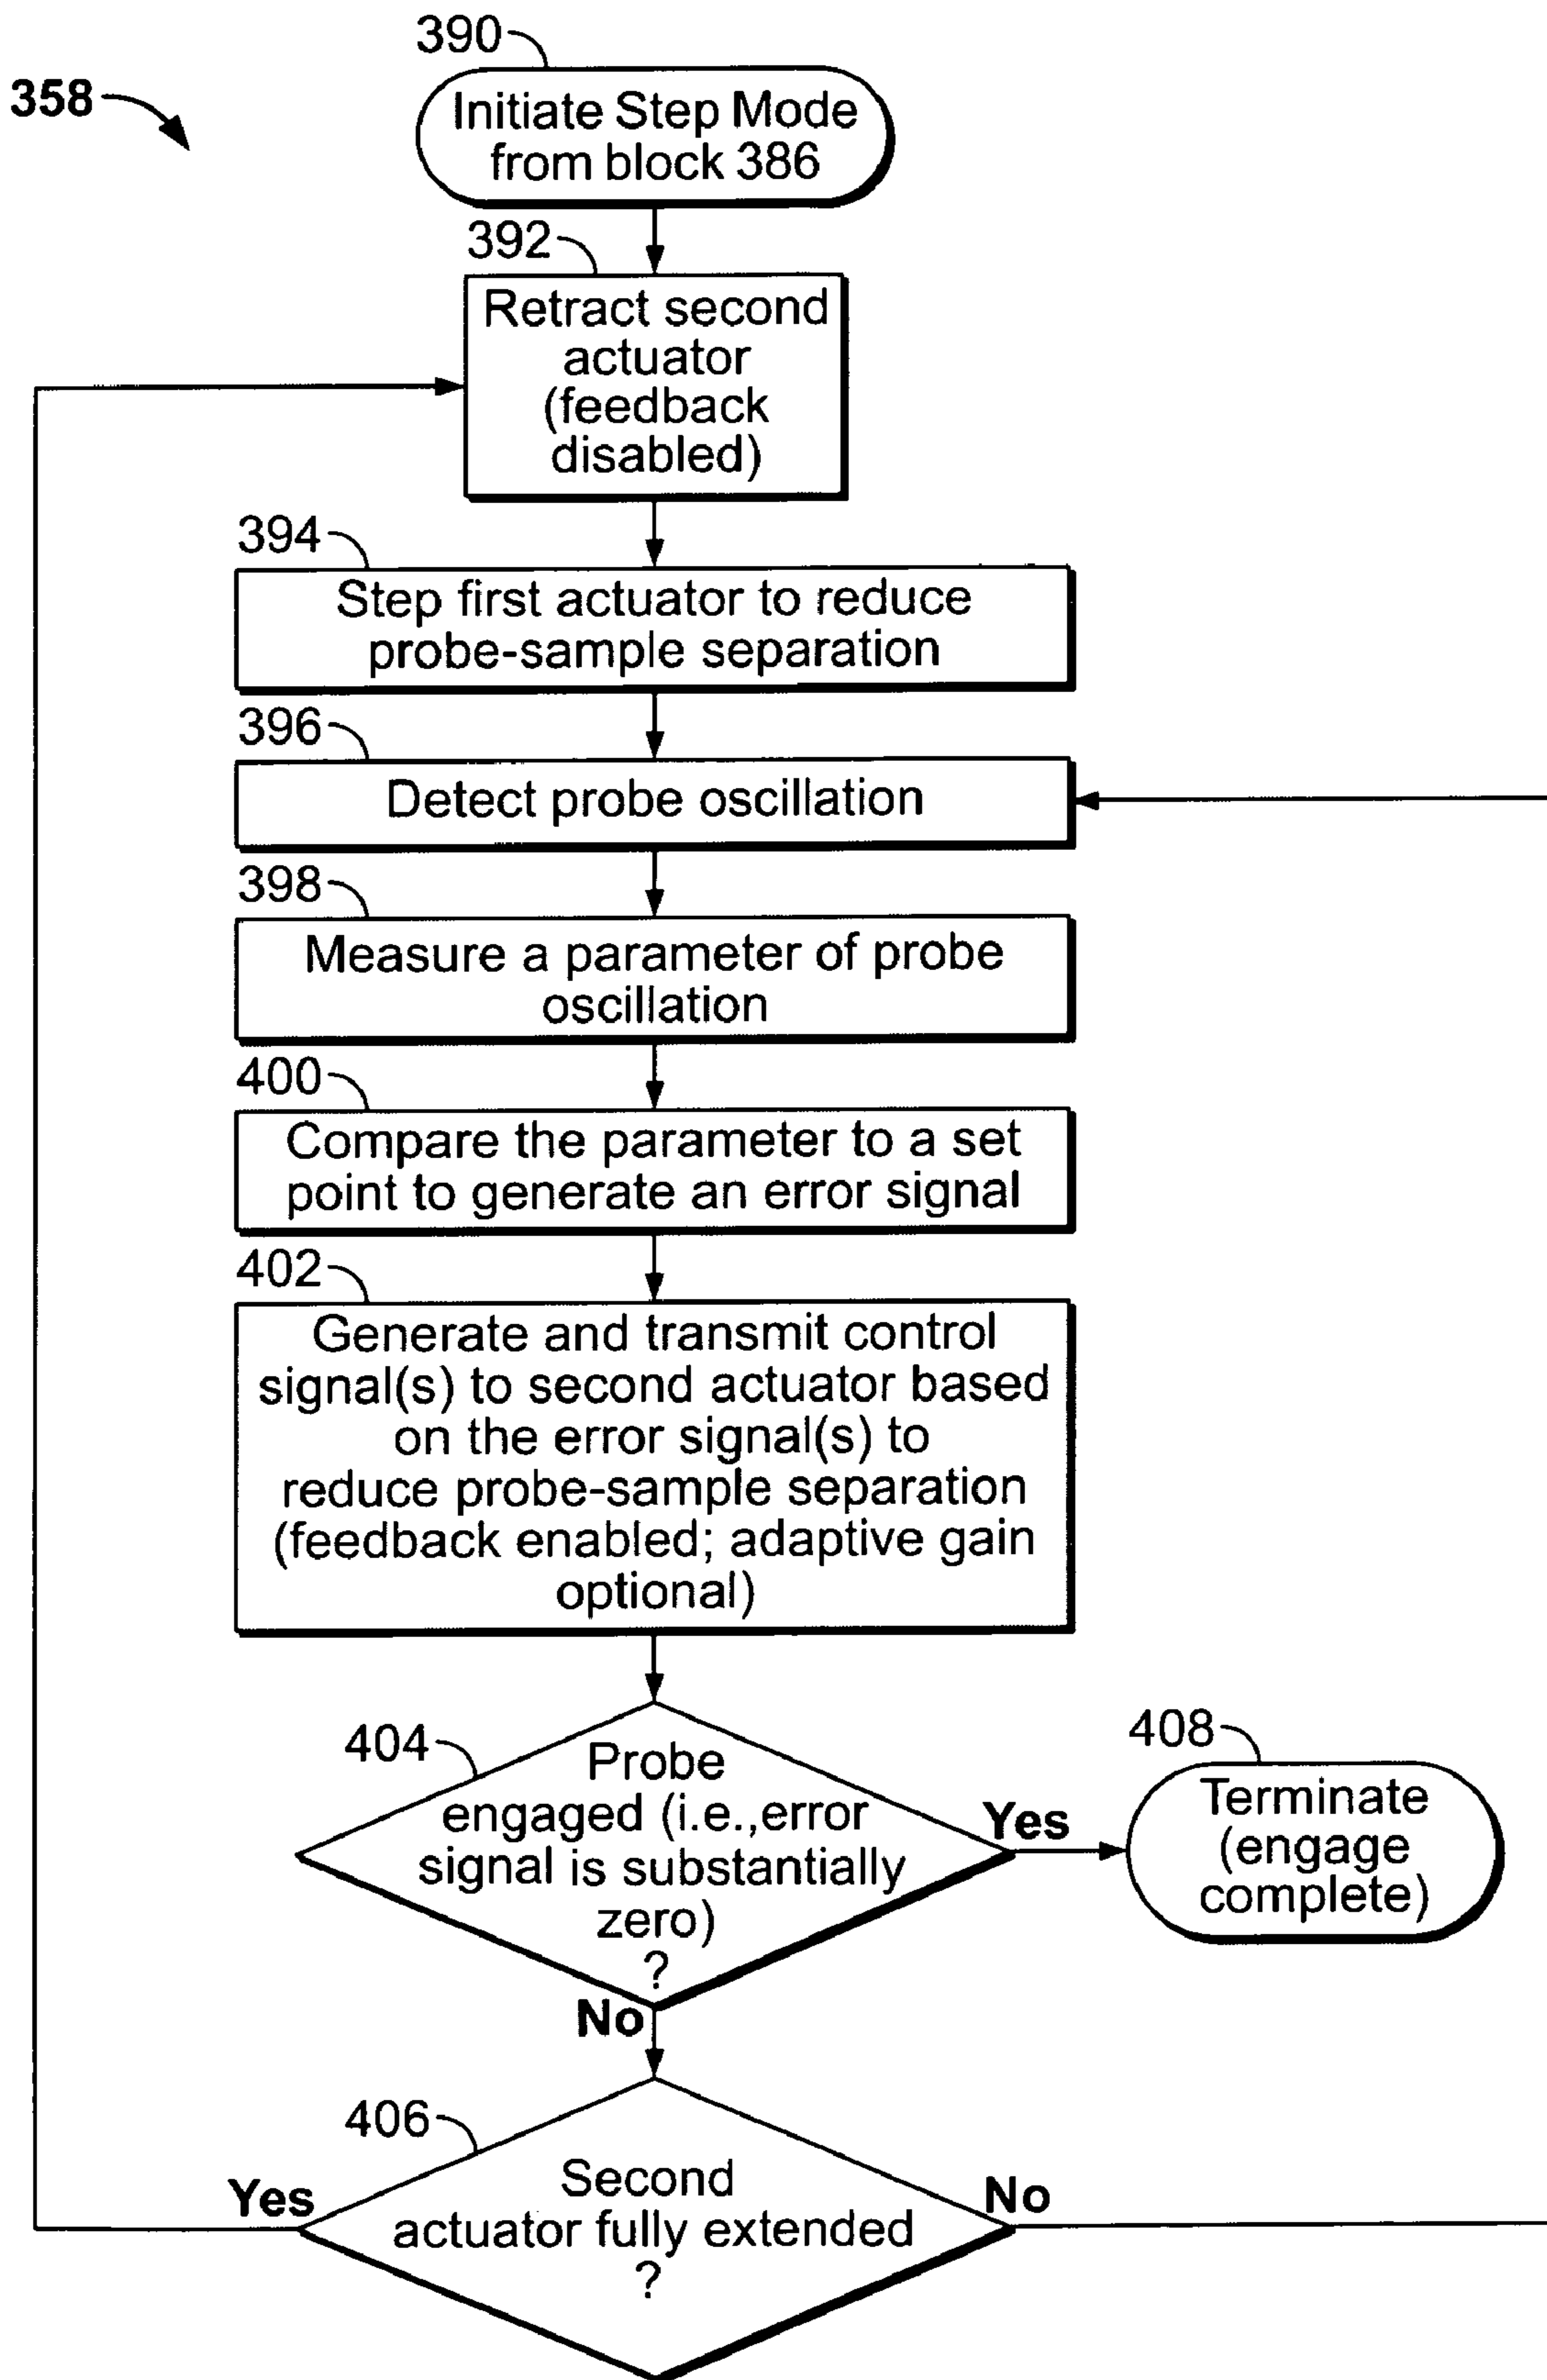 390
358
Initiate Step Mode
from block 386
392
Retract second
actuator
(feedback
disabled)
394
Step first actuator to reduce
probe-sample separation
396
Detect probe oscillation
398
Measure a parameter of probe
oscillation
400
Compare the parameter to a set
point to generate an error signal
402
Generate and transmit control
signal(s) to second actuator based
on the error signal(s) to
reduce probe-sample separation
(feedback enabled; adaptive gain
optional)
404
Probe
engaged (i.e.,error
signal is substantially
zero)
?
Yes
408
Terminate
(engage
complete)
No
406
Second
actuator fully extended
?
Yes
No